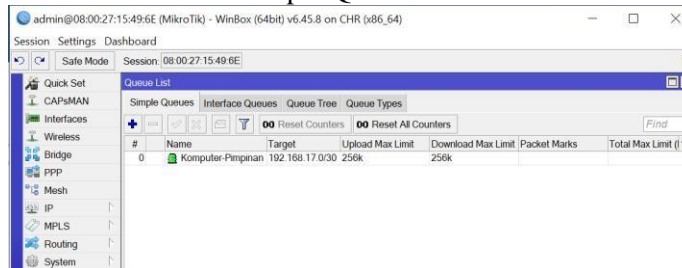 admin@08:00:27:15:49:6E (MikroTik) - WinBox (64bit) v6.45.8 on CHR (x86_64)
Session Settings Dashboard
Safe Mode Session: 08:00:27:15:49:6E
Quick Set
CAPsMAN
Interfaces
Wireless
Bridge
PPP
Mesh
IP
MPLS
Routing
System
Queue List
Simple Queues Interface Queues Queue Tree Queue Types
00 Reset Counters 00 Reset All Counters Find
# Name Target Upload Max Limit Download Max Limit Packet Marks Total Max Limit
0 Komputer-Pimpinan 192.168.17.0/30 256k 256k